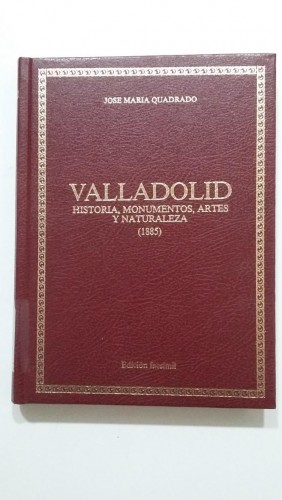 JOSE MARIA QUADRADO
VALLADOLID
HISTORIA, MONUMENTOS, ARTES
Y NATURALEZA
(1885)
Edición facsímil